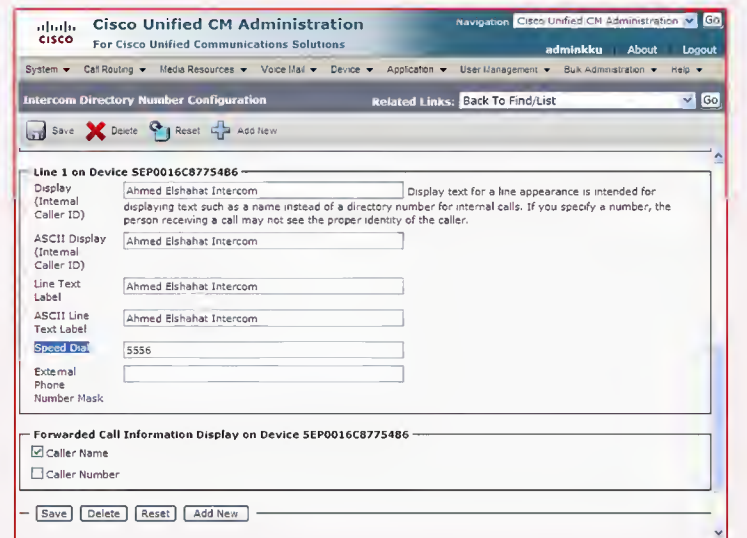 Cisco Unified CM Administration
For Cisco Unified Communications Solutions
Navigation Cisco Unified CM Administration Go
adminkku About Logout
System Call Routing Media Resources Voice Mail Device Application User Management Bulk Administration Help
Intercom Directory Number Configuration Related Links: Back To Find/List Go
Save Delete Reset Add New
Line 1 on Device SEP0016C8775486
Display (Internal Caller ID) Ahmed Elshahat Intercom Display text for a line appearance is intended for
displaying text such as a name instead of a directory number for internal calls. If you specify a number, the
person receiving a call may not see the proper identity of the caller.
ASCII Display (Internal Caller ID) Ahmed Elshahat Intercom
Line Text Label Ahmed Elshahat Intercom
ASCII Line Text Label Ahmed Elshahat Intercom
Speed Dial 5556
External Phone Number Mask
Forwarded Call Information Display on Device SEP0016C8775486
Caller Name
Caller Number
Save Delete Reset Add New